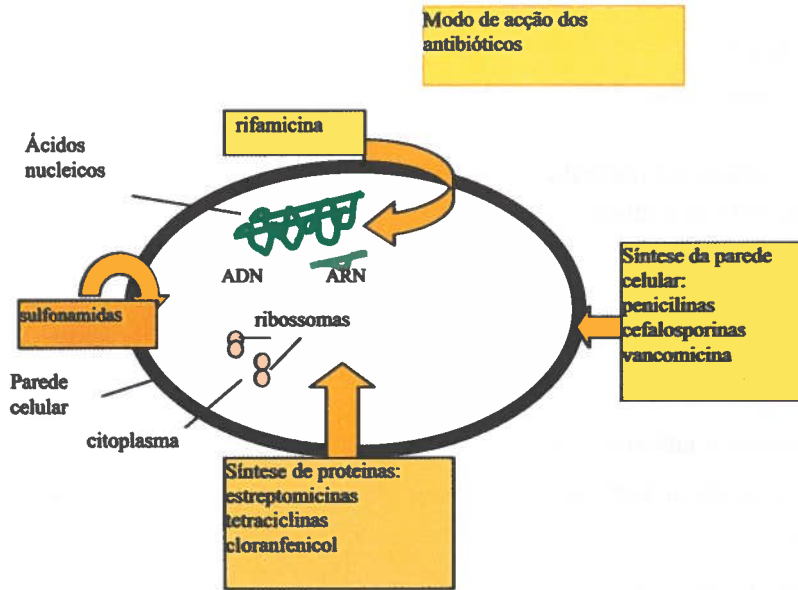 Modo de acção dos
antibióticos
rifamicina
Ácidos
nucleicos
ADN
ARN
sulfonamidas
ribossomas
Síntese da parede
celular:
penicilinas
cefalosporinas
vancomicina
Parede
celular
citoplasma
Síntese de proteinas:
estreptomicinas
tetraciclinas
cloranfenicol